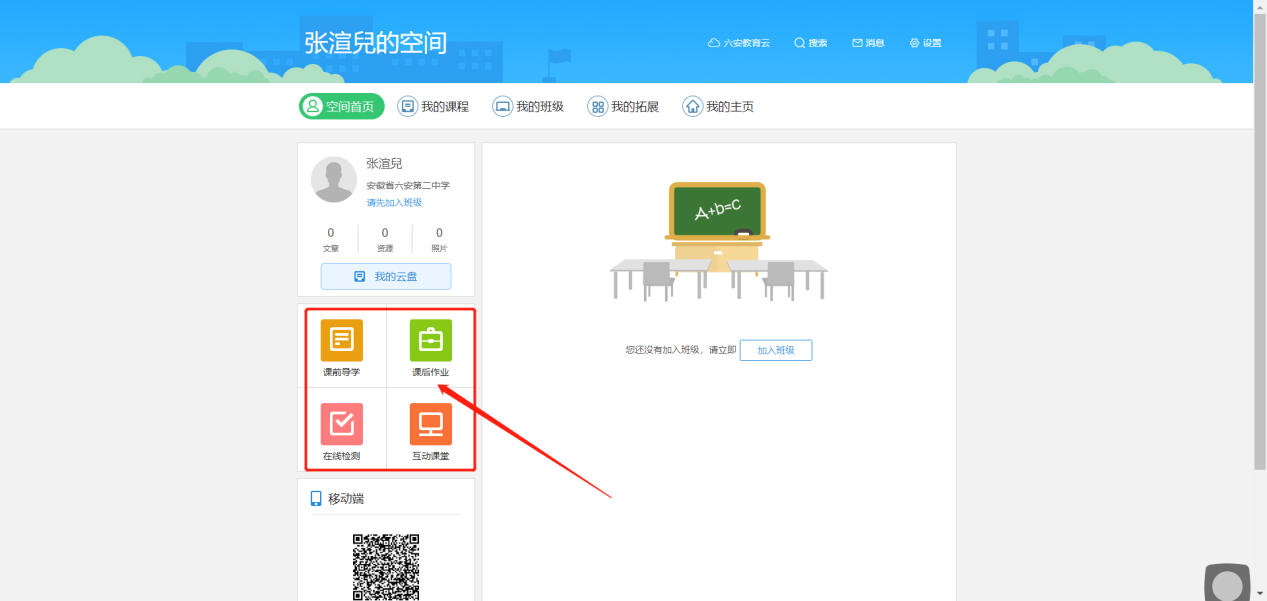 张渲兒的空间
六安教育云 搜索 消息 设置
空间首页 我的课程 我的班级 我的拓展 我的主页
张渲兒
安徽省六安第二中学
请先加入班级
0 0 0
文章 资源 照片
我的云盘
课前导学 课后作业
在线检测 互动课堂
移动端
A+b=c
您还没有加入班级，请立即 加入班级